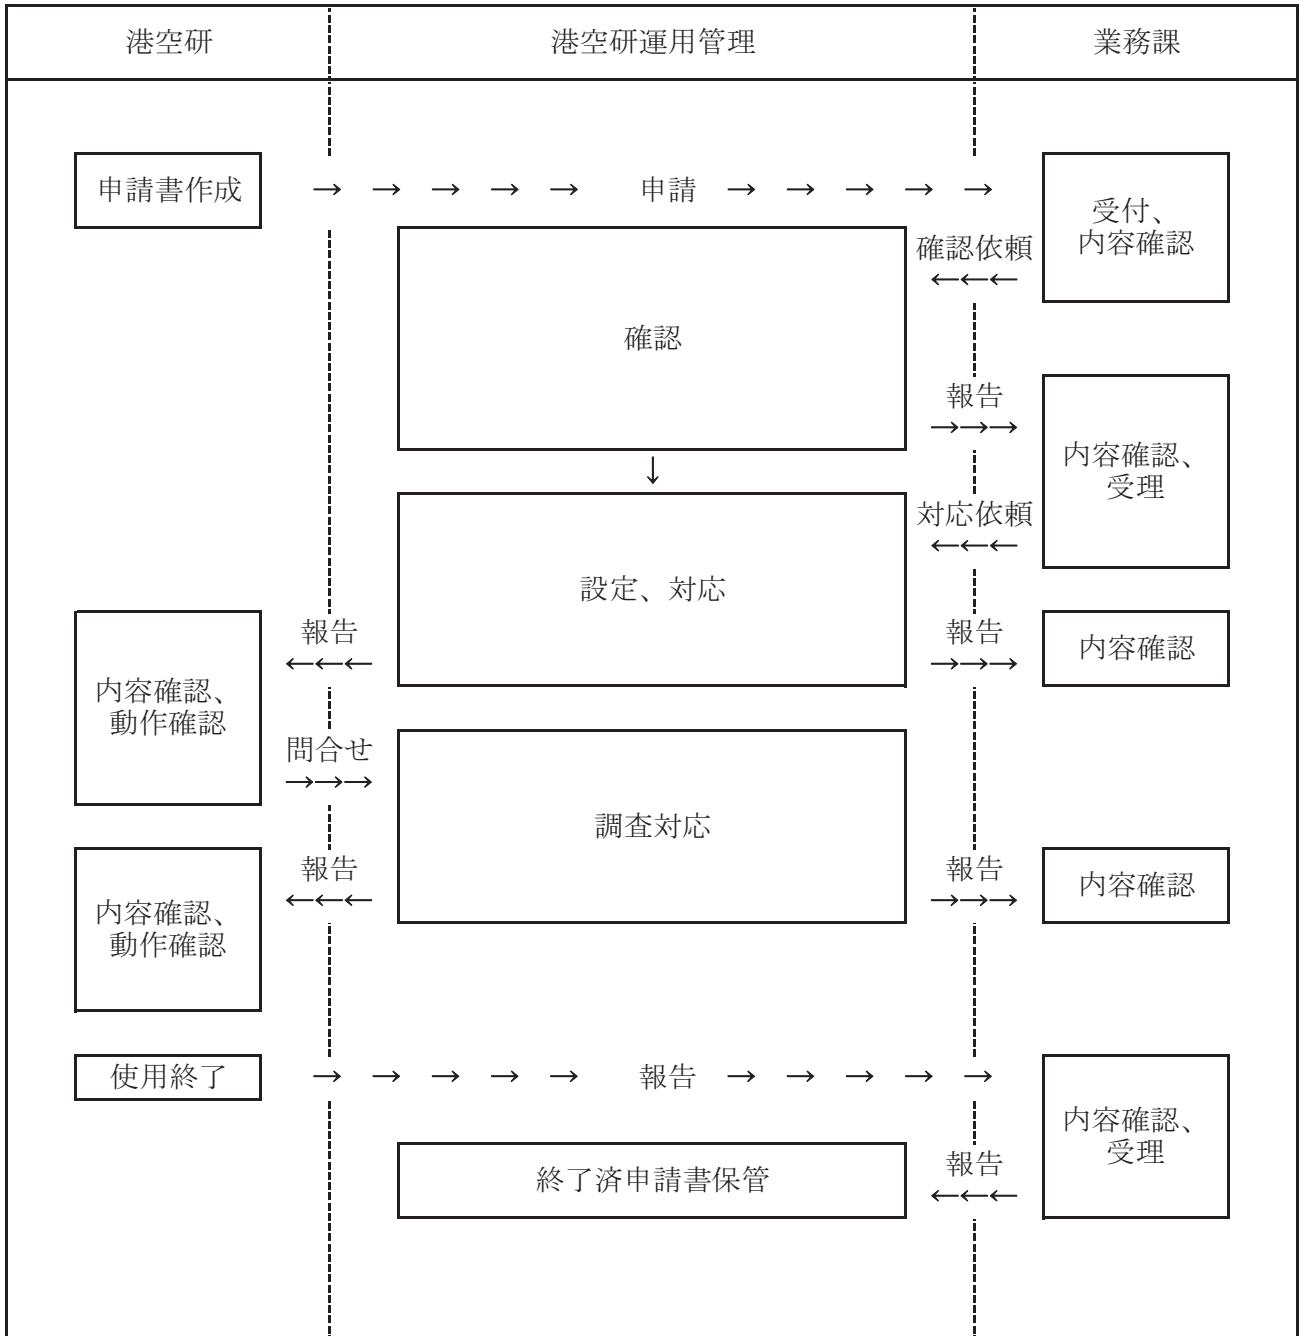 港空研
港空研運用管理
業務課
申請書作成
→ → → → → 申請 → → → → →
受付、
内容確認
確認依頼
←←←
確認
報告
→→→
内容確認、
受理
↓
対応依頼
←←←
設定、対応
報告
←←←
報告
→→→
内容確認
内容確認、
動作確認
問合せ
→→→
調査対応
報告
←←←
報告
→→→
内容確認
内容確認、
動作確認
使用終了
→ → → → → 報告 → → → → →
内容確認、
受理
報告
←←←
終了済申請書保管